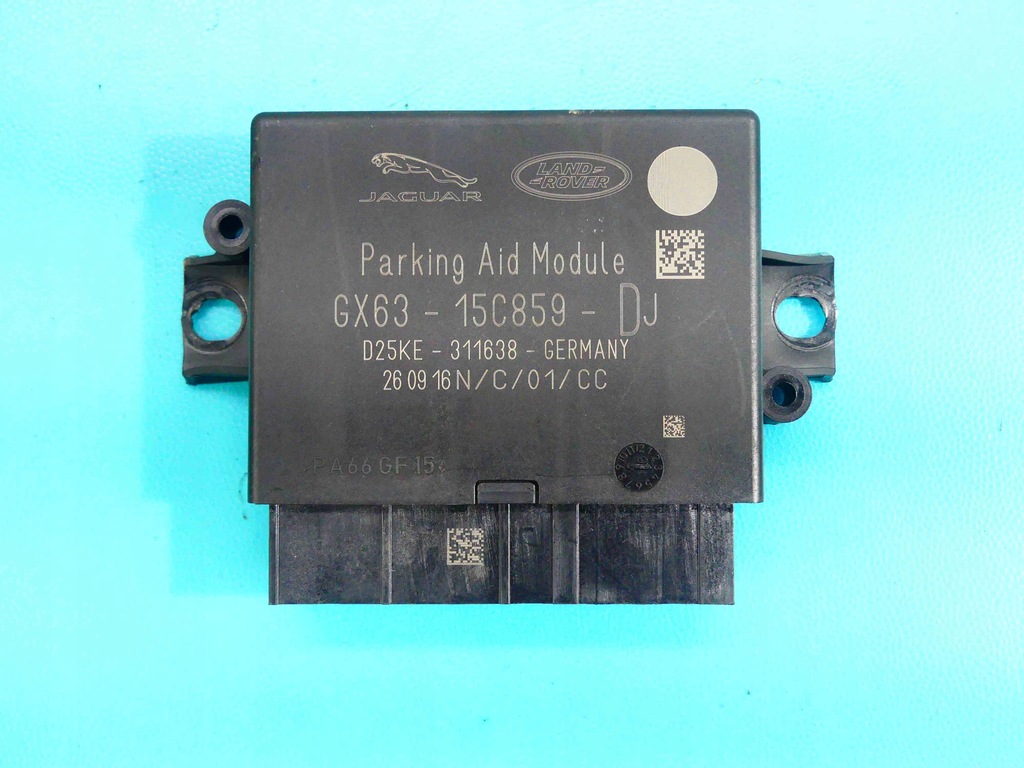 JAGUAR
LAND
ROVER
Parking Aid Module
GX63 - 15C859 - DJ
D25KE - 311638 - GERMANY
26 09 16 N/C/01/CC
PA66 GF15